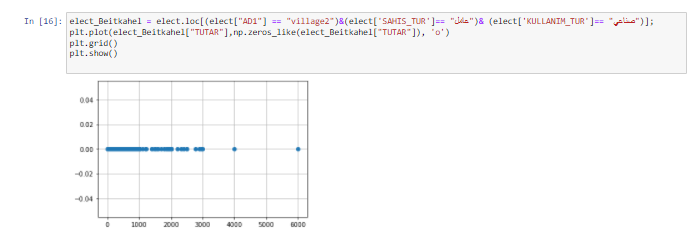 In [16]: elect_Beitkahel = elect.loc[(elect["AD1"] == "village2")&(elect['SAHIS_TUR']== "عامل")& (elect['KULLANIM_TUR']== "صناعي")];
plt.plot(elect_Beitkahel["TUTAR"],np.zeros_like(elect_Beitkahel["TUTAR"]), 'o')
plt.grid()
plt.show()
0.04
0.02
0.00
−0.02
−0.04
0 1000 2000 3000 4000 5000 6000